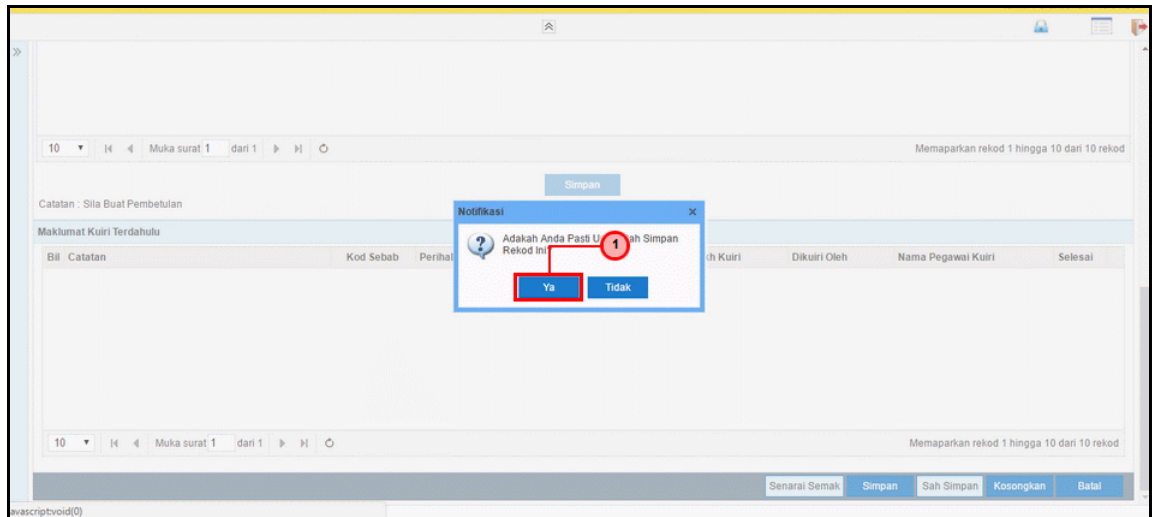 10 Muka surat 1 dari 1 Memaparkan rekod 1 hingga 10 dari 10 rekod
Simpan
Catatan : Sila Buat Pembetulan
Notifikasi
Maklumat Kuiri Terdahulu
Adakah Anda Pasti ah Simpan
Rekod Ini
1
Bil Catatan Kod Sebab Perihal kh Kuiri Dikuiri Oleh Nama Pegawai Kuiri Selesai
Ya Tidak
10 Muka surat 1 dari 1 Memaparkan rekod 1 hingga 10 dari 10 rekod
Senarai Semak Simpan Sah Simpan Kosongkan Batal
avascript:void(0)